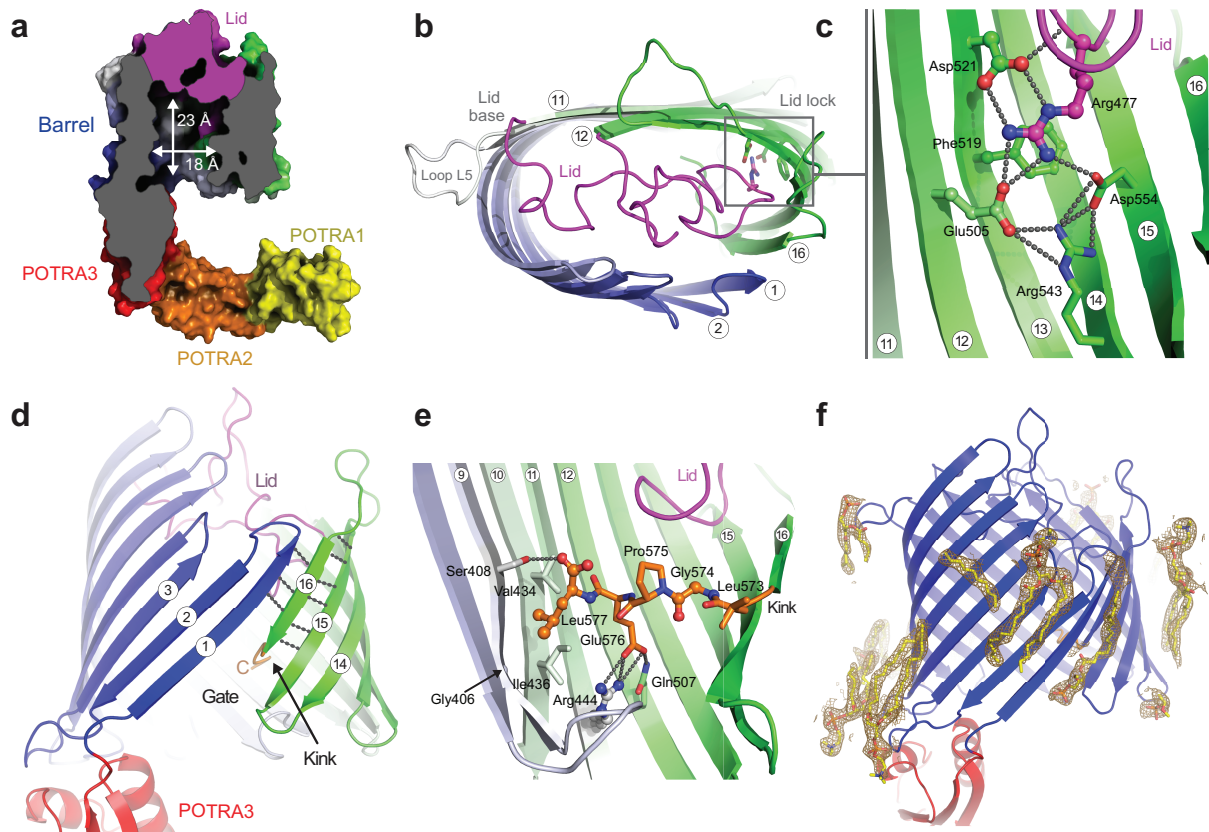 a
Lid
Barrel
23 Å
18 Å
POTRA1
POTRA3
POTRA2
b
Lid
base
11
12
Lid lock
Loop L5
Lid
16
1
2
c
Lid
Asp521
Arg477
16
Phe519
Asp554
Glu505
15
Arg543
14
13
12
11
d
Lid
3
2
1
16
15
14
C
Gate
Kink
POTRA3
e
9
10
11
12
Lid
15
16
Ser408
Val434
Pro575
Gly574
Leu573
Kink
Leu577
Glu576
Gly406
Ile436
Arg444
Gln507
f